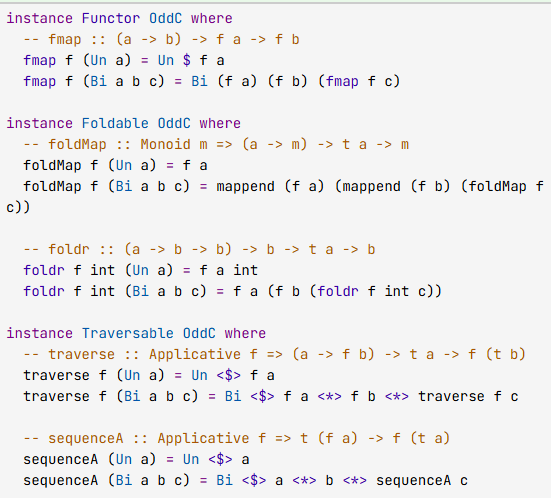 instance Functor OddC where
  -- fmap :: (a -> b) -> f a -> f b
  fmap f (Un a) = Un $ f a
  fmap f (Bi a b c) = Bi (f a) (f b) (fmap f c)

instance Foldable OddC where
  -- foldMap :: Monoid m => (a -> m) -> t a -> m
  foldMap f (Un a) = f a
  foldMap f (Bi a b c) = mappend (f a) (mappend (f b) (foldMap f
c))

  -- foldr :: (a -> b -> b) -> b -> t a -> b
  foldr f int (Un a) = f a int
  foldr f int (Bi a b c) = f a (f b (foldr f int c))

instance Traversable OddC where
  -- traverse :: Applicative f => (a -> f b) -> t a -> f (t b)
  traverse f (Un a) = Un <$> f a
  traverse f (Bi a b c) = Bi <$> f a <*> f b <*> traverse f c

  -- sequenceA :: Applicative f => t (f a) -> f (t a)
  sequenceA (Un a) = Un <$> a
  sequenceA (Bi a b c) = Bi <$> a <*> b <*> sequenceA c